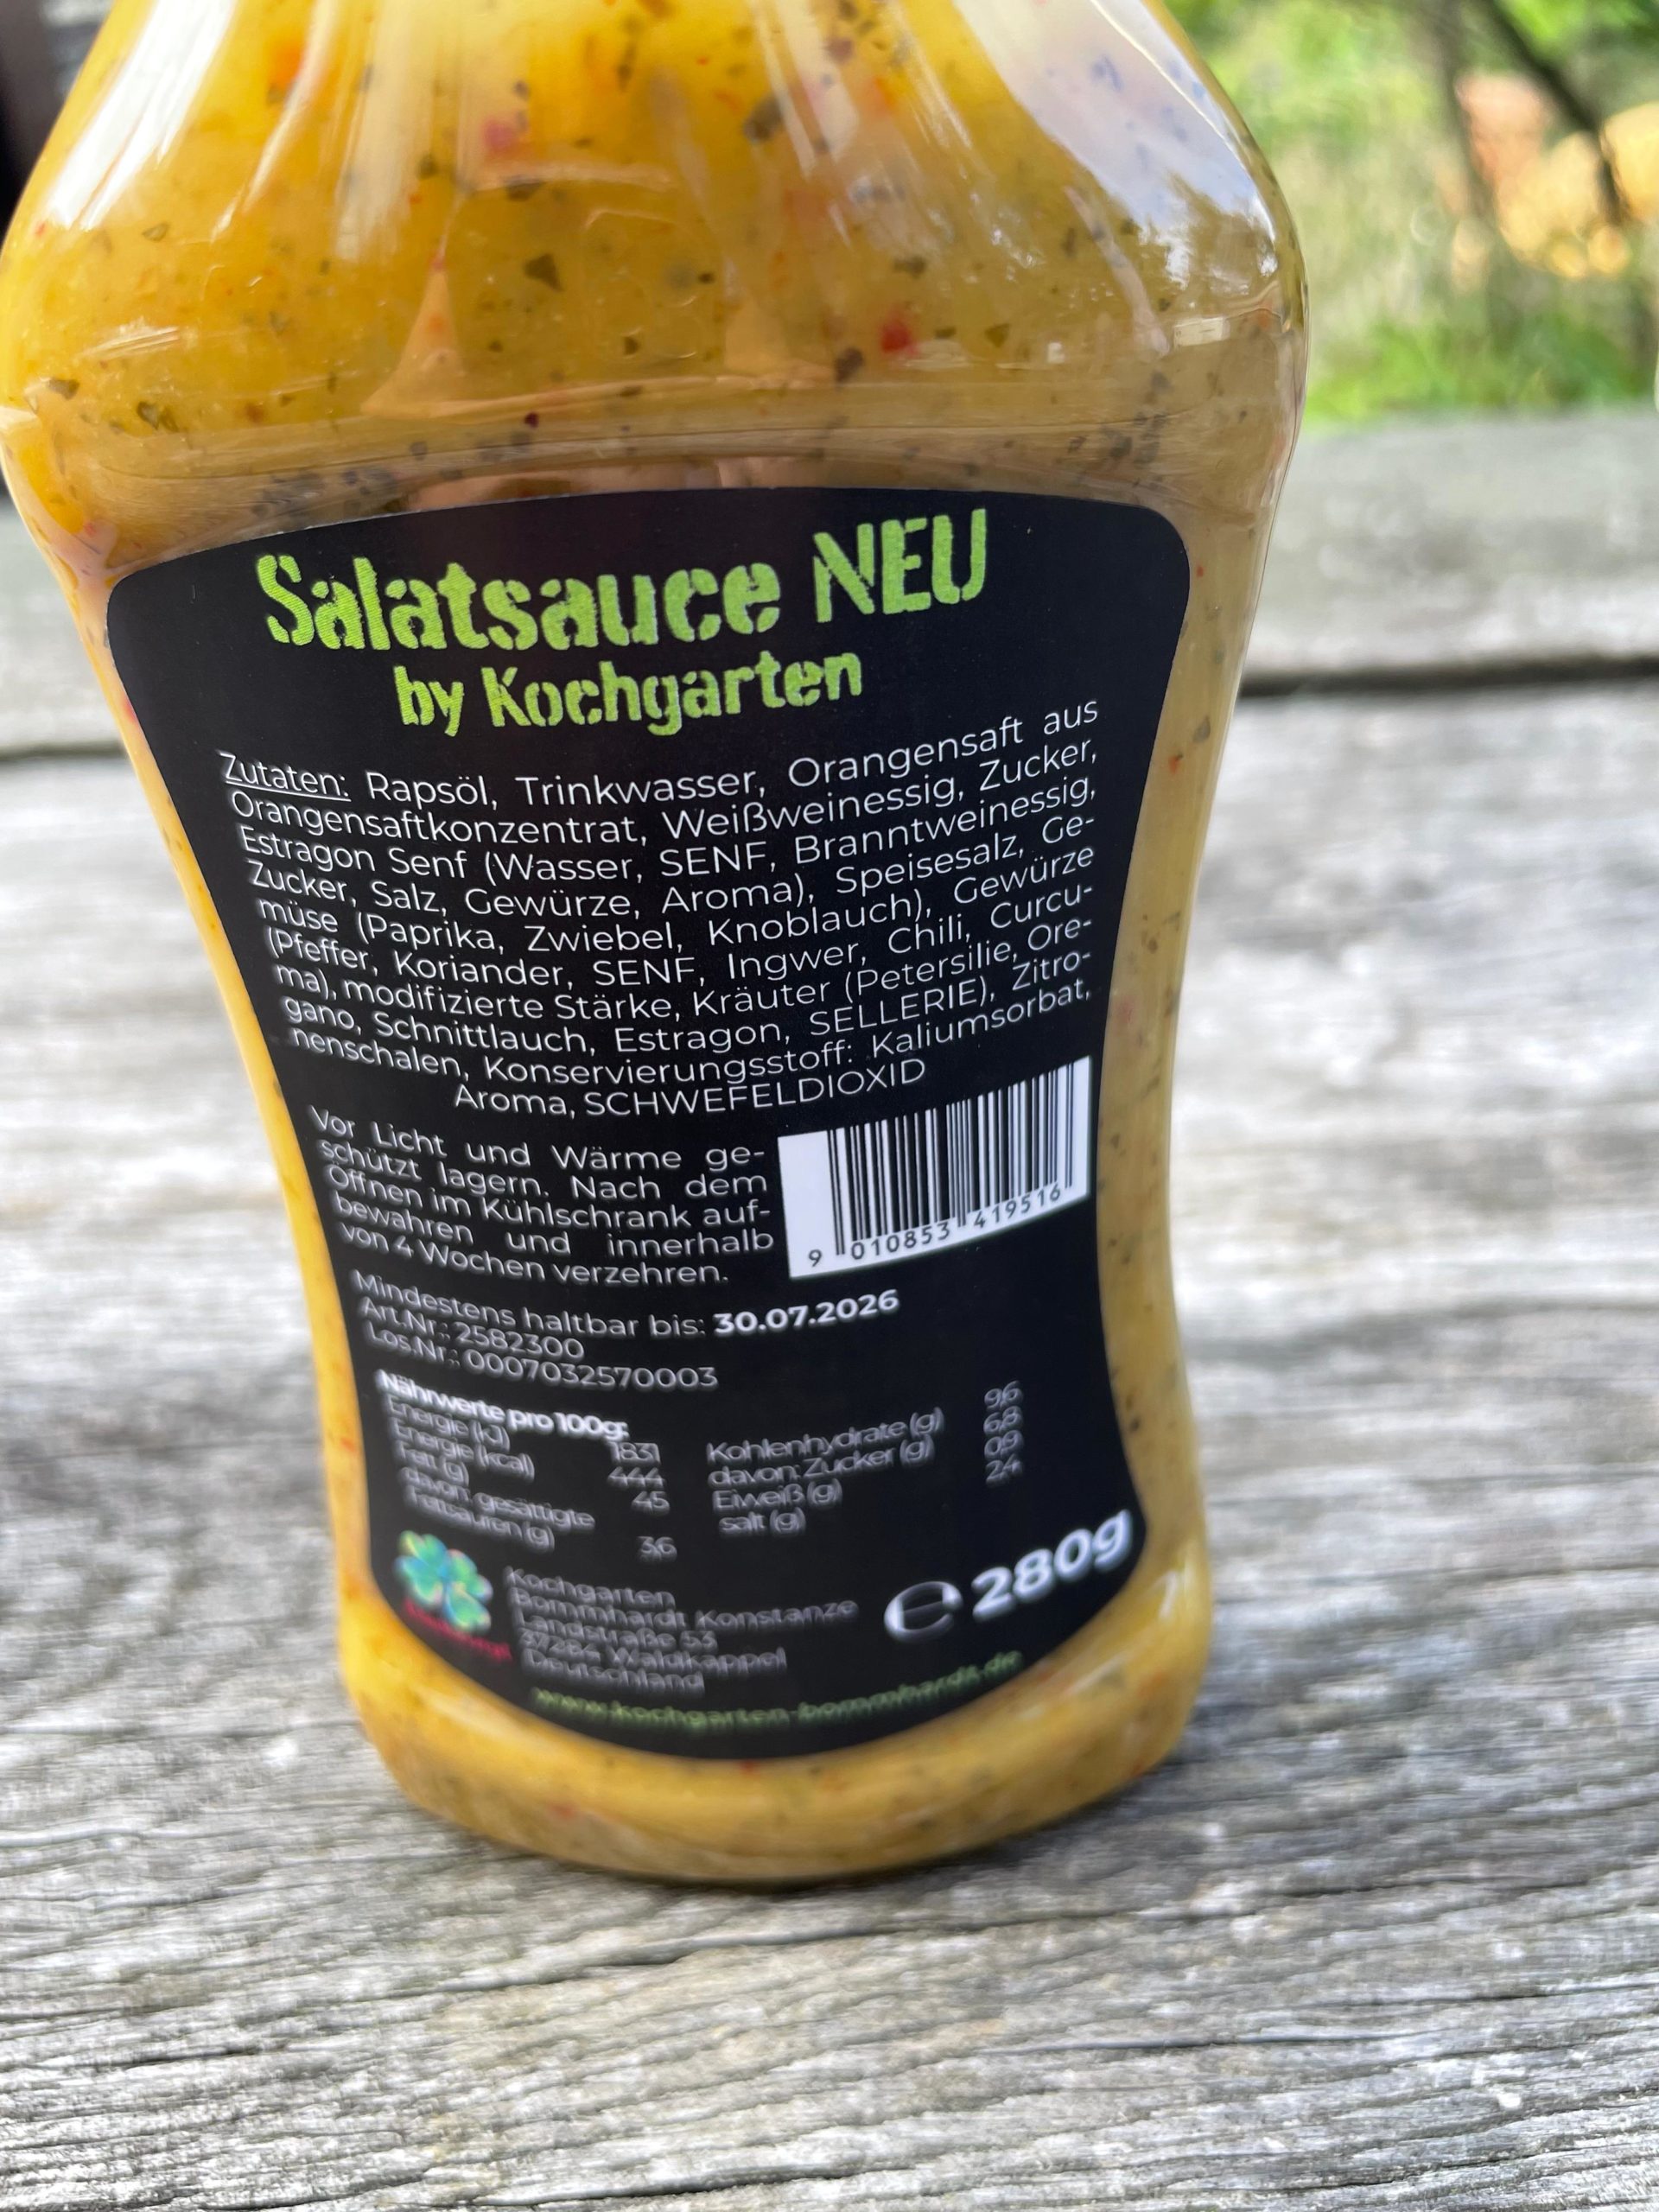 Salatsauce NEU
by Kochgarten
Zutaten: Rapsöl, Trinkwasser, Orangensaft aus
Orangensaftkonzentrat, Weißweinessig, Zucker,
Estragon Senf (Wasser, SENF, Branntweinessig,
Zucker, Salz, Gewürze, Aroma), Speisesalz, Ge-
müse (Paprika, Zwiebel, Knoblauch), Gewürze
(Pfeffer, Koriander, SENF, Ingwer, Chili, Curcu-
ma), modifizierte Stärke, Kräuter (Petersilie, Ore-
gano, Schnittlauch, Estragon, SELLERIE), Zitro-
nenschalen, Konservierungsstoff: Kaliumsorbat,
Aroma, SCHWEFELDIOXID
Vor Licht und Wärme ge-
schützt lagern. Nach dem
Öffnen im Kühlschrank auf-
bewahren und innerhalb
von 4 Wochen verzehren.
9 010853 419516
Mindestens haltbar bis: 30.07.2026
Art.Nr.: 2582300
Los.Nr.: 0007032570003
Nährwerte pro 100g:
Energie (kJ) 1831
Energie (kcal) 444
Fett (g) 45
davon: gesättigte
Fettsäuren (g) 3,6
Kohlenhydrate (g) 9,6
davon: Zucker (g) 6,8
Eiweiß (g) 0,9
salt (g) 2,4
Kochgarten
Bommhardt Konstanze
Landstraße 53
37284 Waldkappel
Deutschland
e 280g
www.kochgarten-bommhardt.de